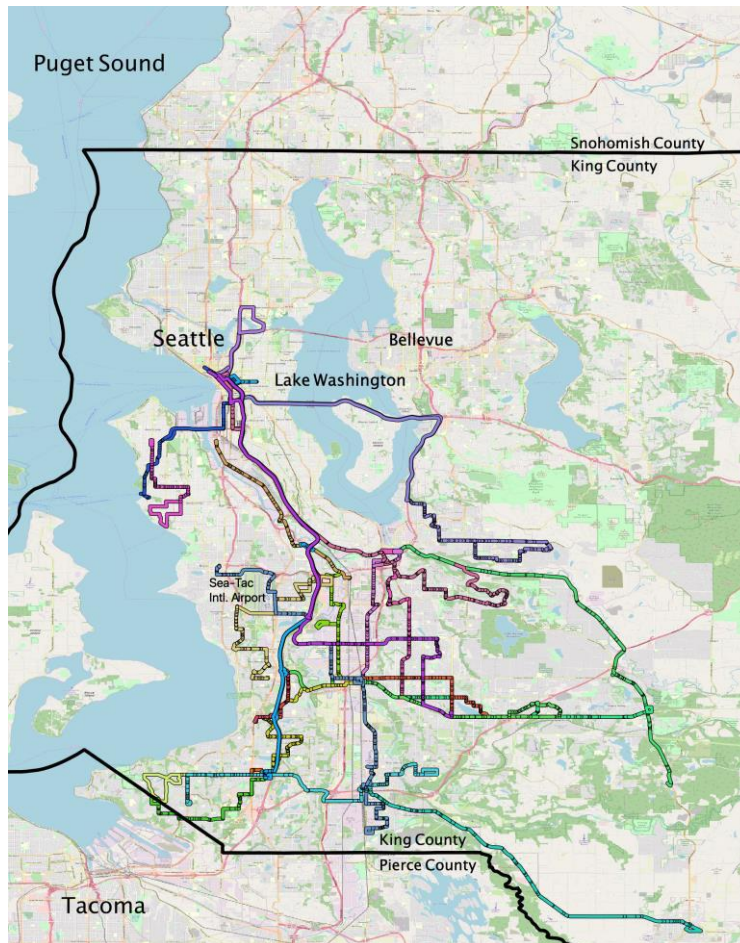 Puget Sound
Snohomish County
King County
Seattle
Bellevue
Lake Washington
Sea-Tac
Intl. Airport
King County
Pierce County
Tacoma